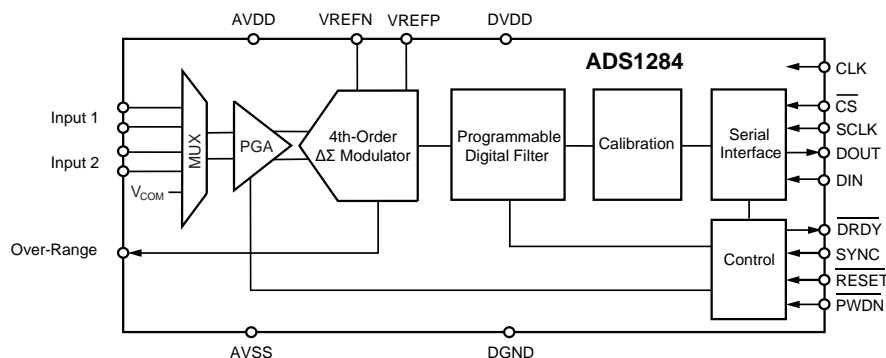 AVDD
VREFN
VREFP
DVDD
ADS1284
CLK
CS
SCLK
DOUT
DIN
Input 1
Input 2
MUX
PGA
4th-Order
ΔΣ Modulator
Programmable
Digital Filter
Calibration
Serial
Interface
VCOM
Over-Range
Control
DRDY
SYNC
RESET
PWDN
AVSS
DGND